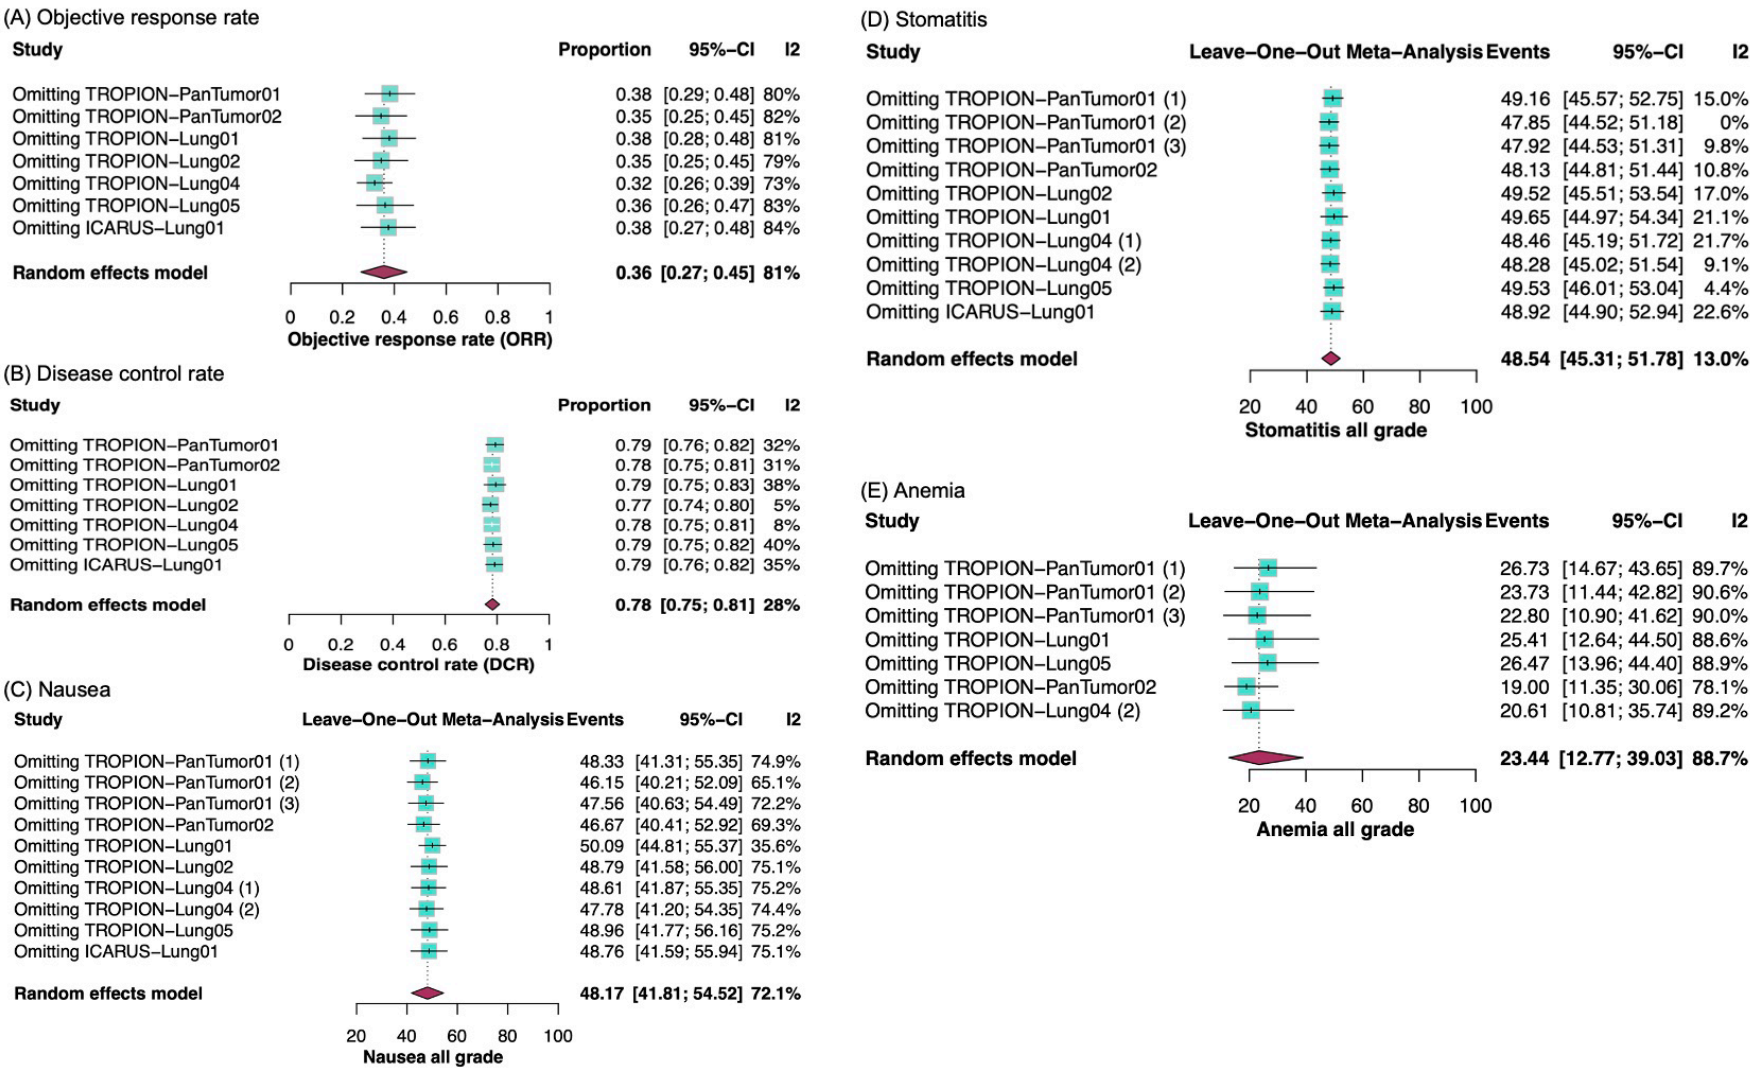 (A) Objective response rate
Study Proportion 95%−CI I2
Omitting TROPION−PanTumor01 0.38 [0.29; 0.48] 80%
Omitting TROPION−PanTumor02 0.35 [0.25; 0.45] 82%
Omitting TROPION−Lung01 0.38 [0.28; 0.48] 81%
Omitting TROPION−Lung02 0.35 [0.25; 0.45] 79%
Omitting TROPION−Lung04 0.32 [0.26; 0.39] 73%
Omitting TROPION−Lung05 0.36 [0.26; 0.47] 83%
Omitting ICARUS−Lung01 0.38 [0.27; 0.48] 84%
Random effects model 0.36 [0.27; 0.45] 81%
0 0.2 0.4 0.6 0.8 1
Objective response rate (ORR)
(B) Disease control rate
Study Proportion 95%−CI I2
Omitting TROPION−PanTumor01 0.79 [0.76; 0.82] 32%
Omitting TROPION−PanTumor02 0.78 [0.75; 0.81] 31%
Omitting TROPION−Lung01 0.79 [0.75; 0.83] 38%
Omitting TROPION−Lung02 0.77 [0.74; 0.80] 5%
Omitting TROPION−Lung04 0.78 [0.75; 0.81] 8%
Omitting TROPION−Lung05 0.79 [0.75; 0.82] 40%
Omitting ICARUS−Lung01 0.79 [0.76; 0.82] 35%
Random effects model 0.78 [0.75; 0.81] 28%
0 0.2 0.4 0.6 0.8 1
Disease control rate (DCR)
(C) Nausea
Study Leave−One−Out Meta−Analysis Events 95%−CI I2
Omitting TROPION−PanTumor01 (1) 48.33 [41.31; 55.35] 74.9%
Omitting TROPION−PanTumor01 (2) 46.15 [40.21; 52.09] 65.1%
Omitting TROPION−PanTumor01 (3) 47.56 [40.63; 54.49] 72.2%
Omitting TROPION−PanTumor02 46.67 [40.41; 52.92] 69.3%
Omitting TROPION−Lung01 50.09 [44.81; 55.37] 35.6%
Omitting TROPION−Lung02 48.79 [41.58; 56.00] 75.1%
Omitting TROPION−Lung04 (1) 48.61 [41.87; 55.35] 75.2%
Omitting TROPION−Lung04 (2) 47.78 [41.20; 54.35] 74.4%
Omitting TROPION−Lung05 48.96 [41.77; 56.16] 75.2%
Omitting ICARUS−Lung01 48.76 [41.59; 55.94] 75.1%
Random effects model 48.17 [41.81; 54.52] 72.1%
20 40 60 80 100
Nausea all grade
(D) Stomatitis
Study Leave−One−Out Meta−Analysis Events 95%−CI I2
Omitting TROPION−PanTumor01 (1) 49.16 [45.57; 52.75] 15.0%
Omitting TROPION−PanTumor01 (2) 47.85 [44.52; 51.18] 0%
Omitting TROPION−PanTumor01 (3) 47.92 [44.53; 51.31] 9.8%
Omitting TROPION−PanTumor02 48.13 [44.81; 51.44] 10.8%
Omitting TROPION−Lung02 49.52 [45.51; 53.54] 17.0%
Omitting TROPION−Lung01 49.65 [44.97; 54.34] 21.1%
Omitting TROPION−Lung04 (1) 48.46 [45.19; 51.72] 21.7%
Omitting TROPION−Lung04 (2) 48.28 [45.02; 51.54] 9.1%
Omitting TROPION−Lung05 49.53 [46.01; 53.04] 4.4%
Omitting ICARUS−Lung01 48.92 [44.90; 52.94] 22.6%
Random effects model 48.54 [45.31; 51.78] 13.0%
20 40 60 80 100
Stomatitis all grade
(E) Anemia
Study Leave−One−Out Meta−Analysis Events 95%−CI I2
Omitting TROPION−PanTumor01 (1) 26.73 [14.67; 43.65] 89.7%
Omitting TROPION−PanTumor01 (2) 23.73 [11.44; 42.82] 90.6%
Omitting TROPION−PanTumor01 (3) 22.80 [10.90; 41.62] 90.0%
Omitting TROPION−Lung01 25.41 [12.64; 44.50] 88.6%
Omitting TROPION−Lung05 26.47 [13.96; 44.40] 88.9%
Omitting TROPION−PanTumor02 19.00 [11.35; 30.06] 78.1%
Omitting TROPION−Lung04 (2) 20.61 [10.81; 35.74] 89.2%
Random effects model 23.44 [12.77; 39.03] 88.7%
20 40 60 80 100
Anemia all grade